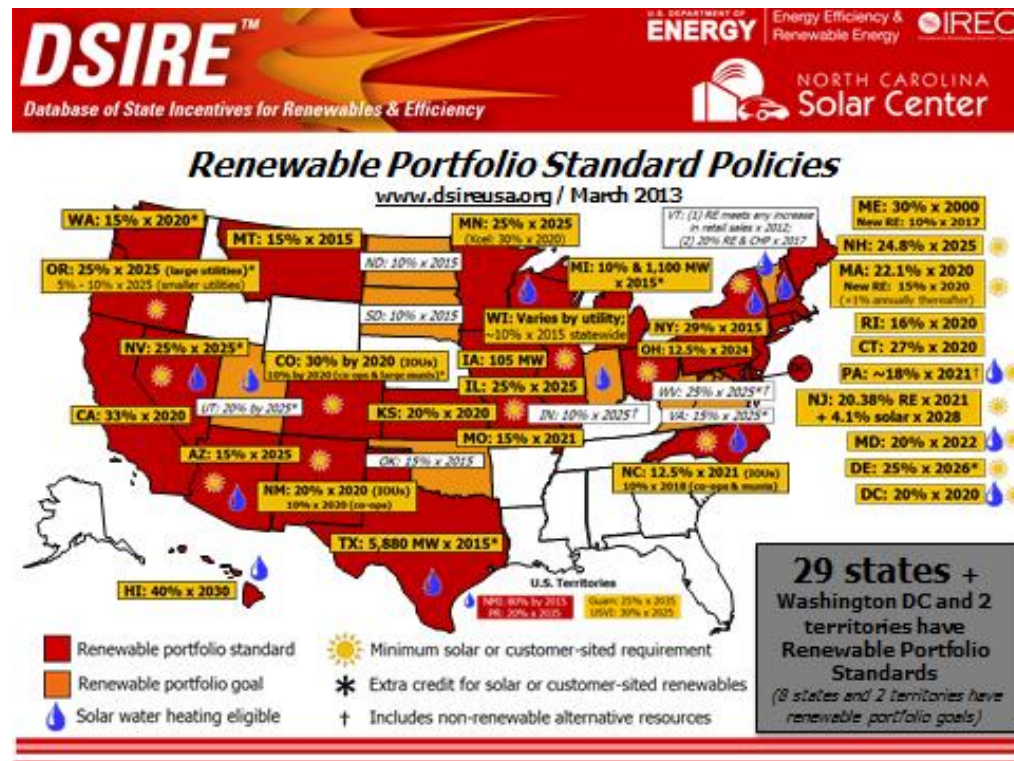 DSIRE™
Database of State Incentives for Renewables & Efficiency
U.S. DEPARTMENT OF
ENERGY
Energy Efficiency &
Renewable Energy
IREC
NORTH CAROLINA
Solar Center
Renewable Portfolio Standard Policies
www.dsireusa.org / March 2013
WA: 15% x 2020*
MT: 15% x 2015
MN: 25% x 2025
(Xcel: 30% x 2020)
VT: (1) RE meets any increase
in retail sales x 2012;
(2) 20% RE & CHP x 2017
ME: 30% x 2000
New RE: 10% x 2017
NH: 24.8% x 2025
OR: 25% x 2025 (large utilities)*
5% - 10% x 2025 (smaller utilities)
ND: 10% x 2015
MI: 10% & 1,100 MW
x 2015*
MA: 22.1% x 2020
New RE: 15% x 2020
(+1% annually thereafter)
SD: 10% x 2015
WI: Varies by utility;
~10% x 2015 statewide
NY: 29% x 2015
RI: 16% x 2020
NV: 25% x 2025*
CO: 30% by 2020 (IOUs)
10% by 2020 (co-ops & large munis)*
IA: 105 MW
OH: 12.5% x 2024
CT: 27% x 2020
IL: 25% x 2025
WV: 25% x 2025*†
PA: ~18% x 2021†
CA: 33% x 2020
UT: 20% by 2025*
KS: 20% x 2020
IN: 10% x 2025†
VA: 15% x 2025*
NJ: 20.38% RE x 2021
+ 4.1% solar x 2028
AZ: 15% x 2025
OK: 15% x 2015
MO: 15% x 2021
MD: 20% x 2022
NM: 20% x 2020 (IOUs)
10% x 2020 (co-ops)
NC: 12.5% x 2021 (IOUs)
10% x 2018 (co-ops & munis)
DE: 25% x 2026*
DC: 20% x 2020
DC
TX: 5,880 MW x 2015*
HI: 40% x 2030
U.S. Territories
NMI: 80% by 2015
PR: 20% x 2035
Guam: 25% x 2035
USVI: 30% x 2025
29 states +
Washington DC and 2
territories have
Renewable Portfolio
Standards
(8 states and 2 territories have
renewable portfolio goals)
Renewable portfolio standard
Minimum solar or customer-sited requirement
Renewable portfolio goal
* Extra credit for solar or customer-sited renewables
Solar water heating eligible
† Includes non-renewable alternative resources